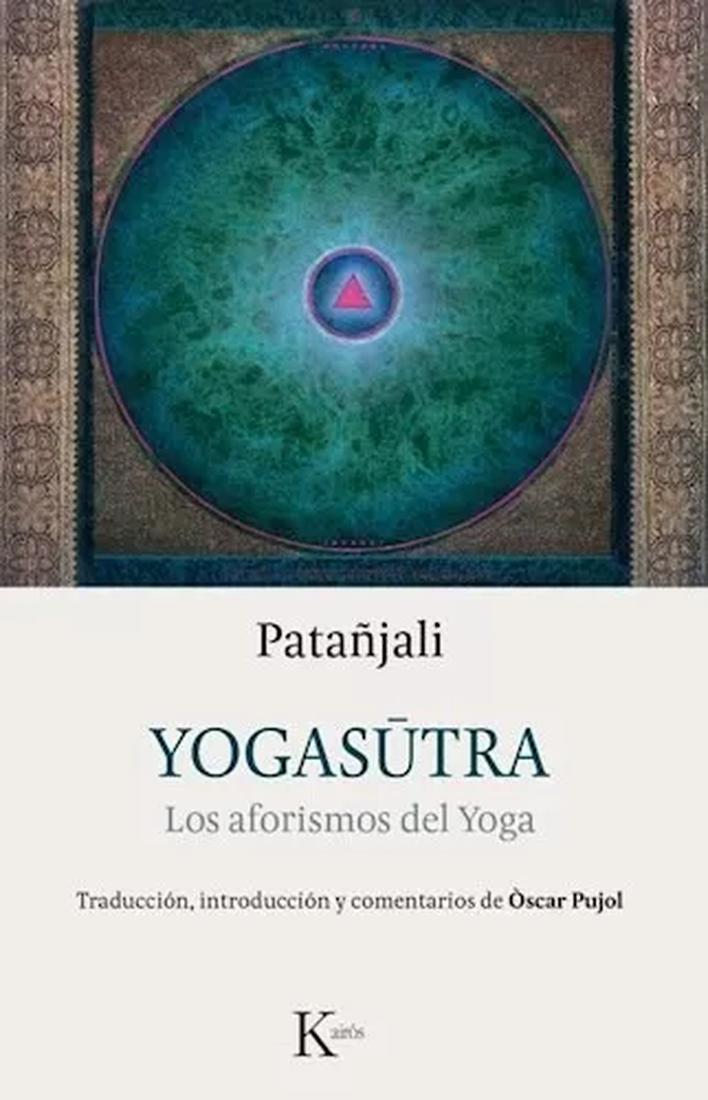 Patañjali
YOGASŪTRA
Los aforismos del Yoga
Traducción, introducción y comentarios de Òscar Pujol
Kairós